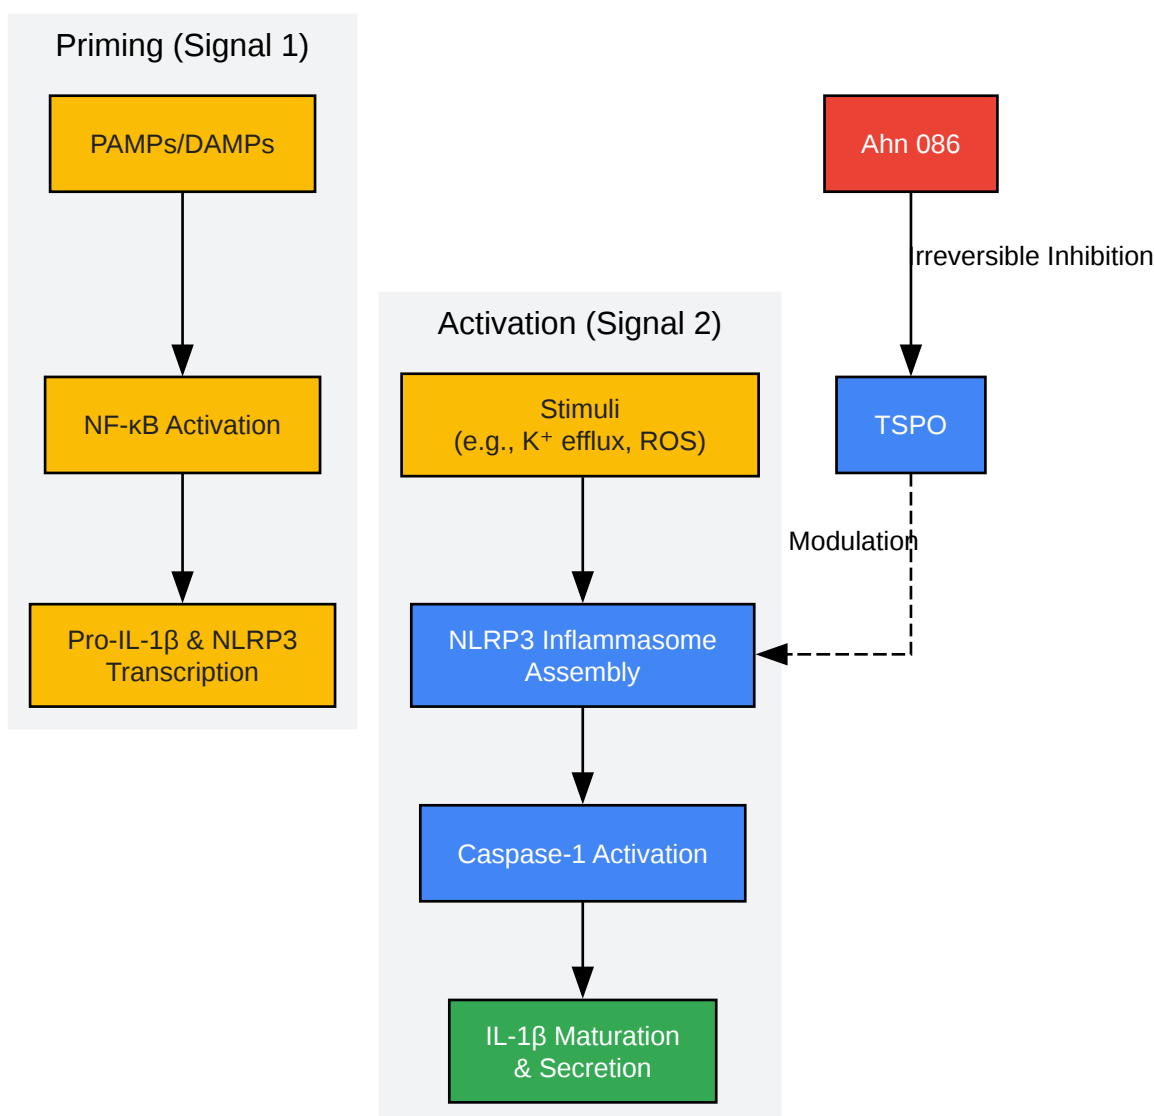 Priming (Signal 1)
PAMPs/DAMPs
NF-κB Activation
Pro-IL-1β & NLRP3
Transcription
Activation (Signal 2)
Stimuli
(e.g., K⁺ efflux, ROS)
NLRP3 Inflammasome
Assembly
Caspase-1 Activation
IL-1β Maturation
& Secretion
Ahn 086
Irreversible Inhibition
TSPO
Modulation